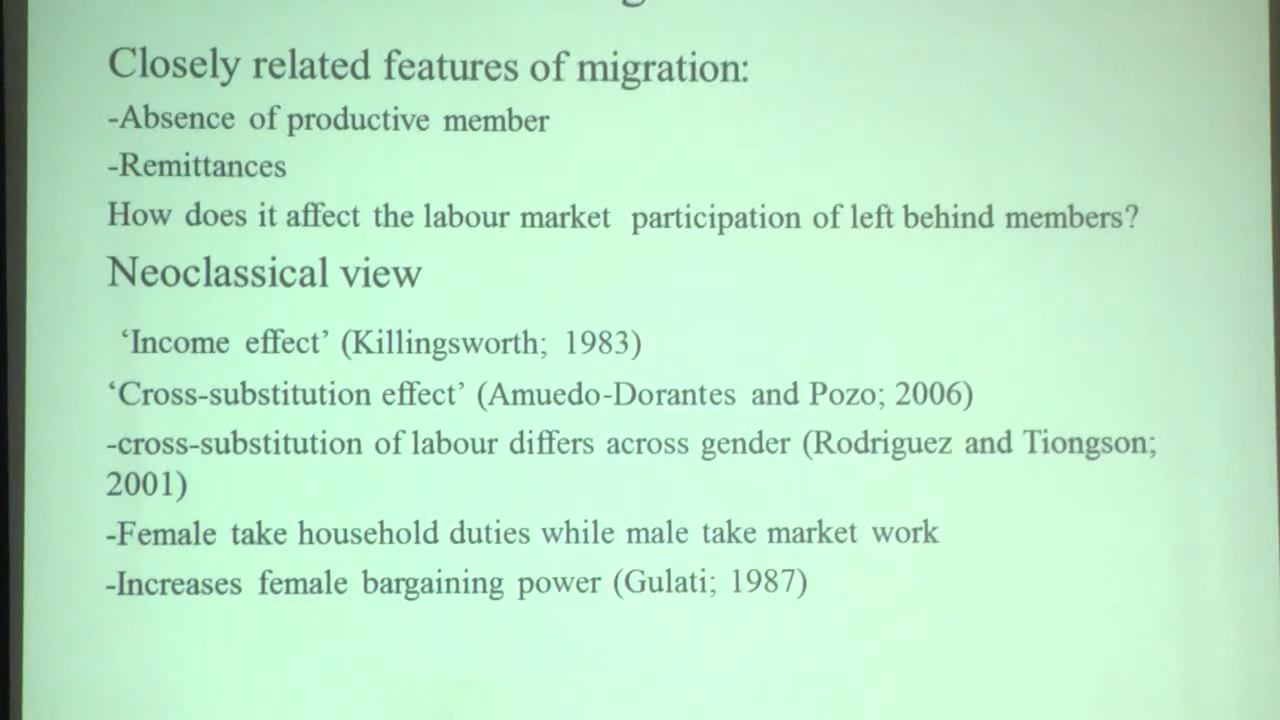 Closely related features of migration:
-Absence of productive member
-Remittances
How does it affect the labour market participation of left behind members?
Neoclassical view
‘Income effect’ (Killingsworth; 1983)
‘Cross-substitution effect’ (Amuedo-Dorantes and Pozo; 2006)
-cross-substitution of labour differs across gender (Rodriguez and Tiongson;
2001)
-Female take household duties while male take market work
-Increases female bargaining power (Gulati; 1987)